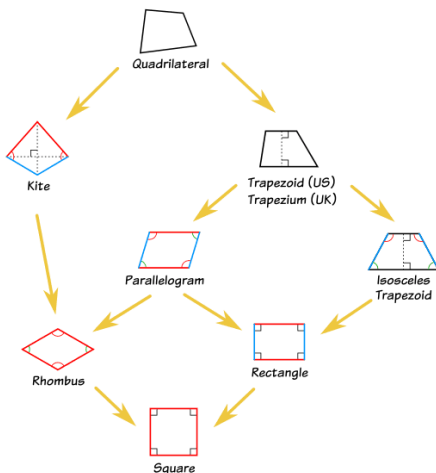 Quadrilateral
Kite
Trapezoid (US)
Trapezium (UK)
Parallelogram
Isosceles
Trapezoid
Rhombus
Rectangle
Square